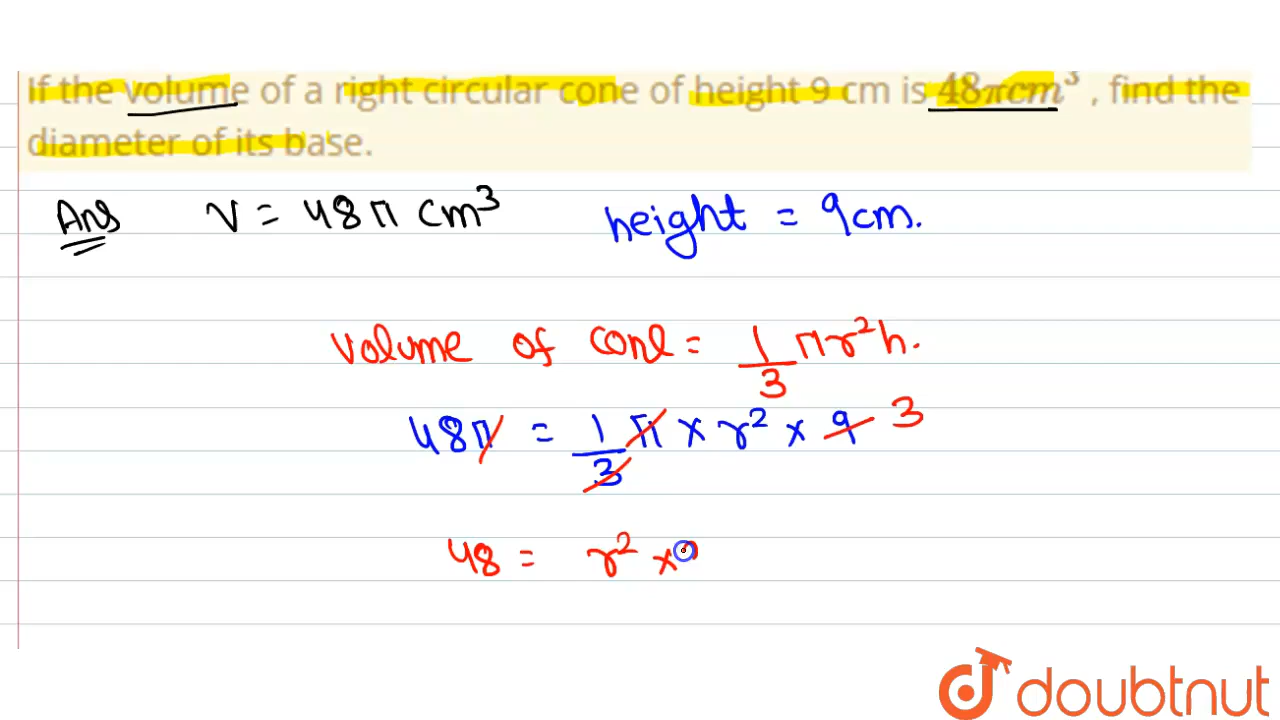 If the volume of a right circular cone of height 9 cm is 48πcm³ , find the
diameter of its base.
Ans V = 48π cm³ height = 9cm.
Volume of cone = 1/3 πr²h.
48π = 1/3 π × r² × 9 3
48 = r² ×
doubtnut